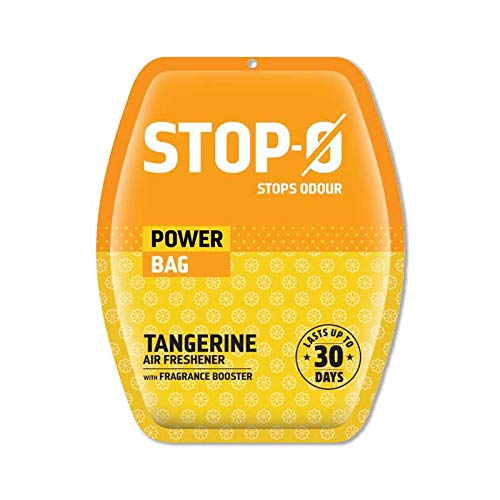 STOP-Ø
STOPS ODOUR
POWER
BAG
TANGERINE
AIR FRESHENER
WITH FRAGRANCE BOOSTER
LASTS UP TO
30
DAYS